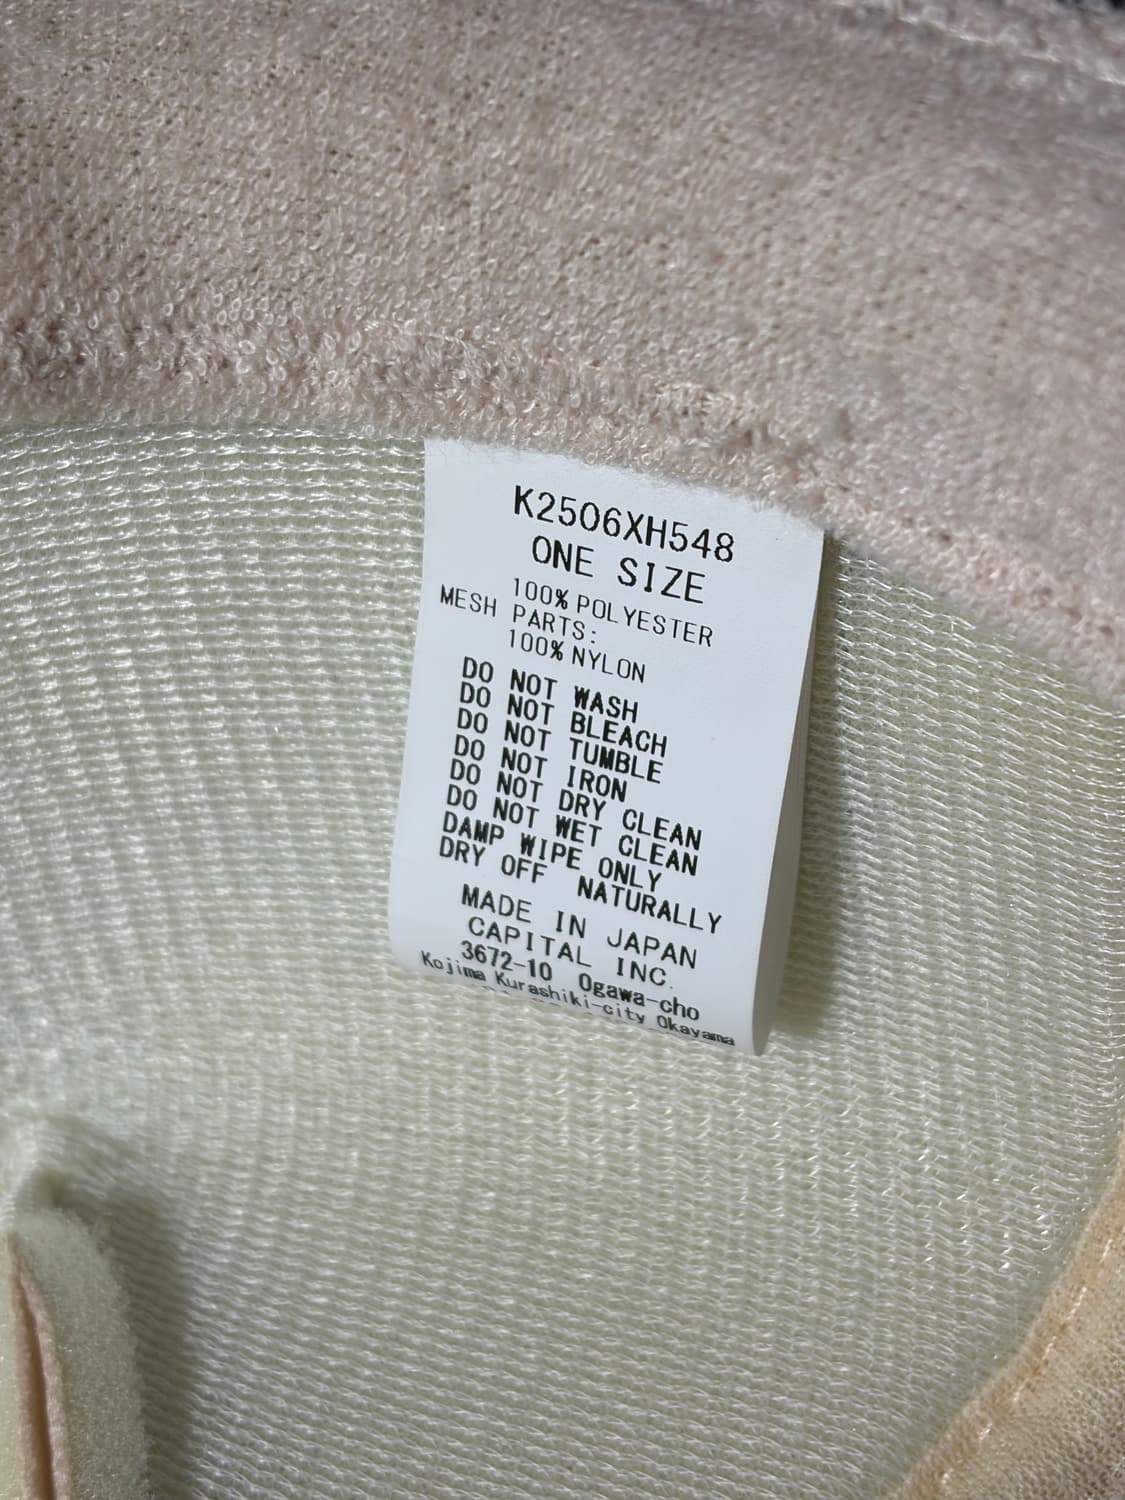 K2506XH548
ONE SIZE
100% POLYESTER
MESH PARTS:
100% NYLON
DO NOT WASH
DO NOT BLEACH
DO NOT TUMBLE
DO NOT IRON
DO NOT DRY CLEAN
DO NOT WET CLEAN
DAMP WIPE ONLY
DRY OFF NATURALLY
MADE IN JAPAN
CAPITAL INC.
3672-10 Ogawa-cho
Kojima Kurashiki-city Okayama